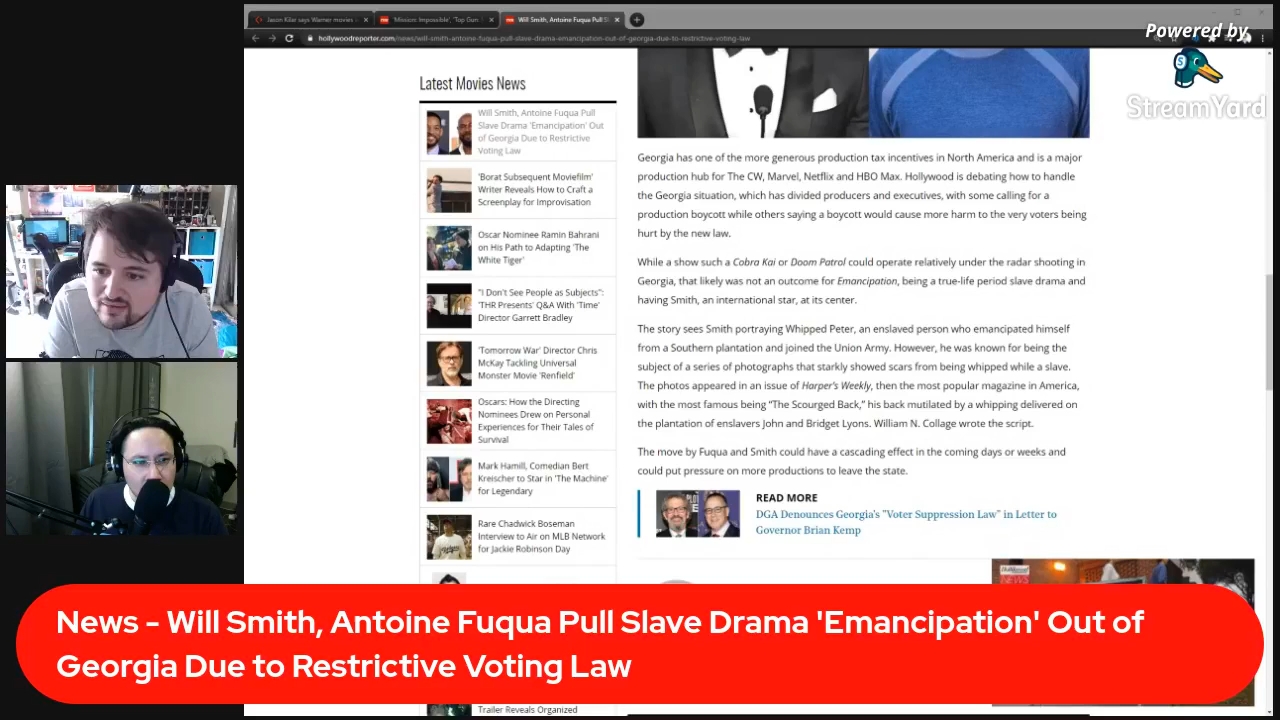 Jason Kilar says Warner movies
'Mission: Impossible', 'Top Gun
Will Smith, Antoine Fuqua Pull Sl
hollywoodreporter.com/news/will-smith-antoine-fuqua-pull-slave-drama-emancipation-out-of-georgia-due-to-restrictive-voting-law
Powered by
StreamYard
Latest Movies News
Will Smith, Antoine Fuqua Pull
Slave Drama 'Emancipation' Out
of Georgia Due to Restrictive
Voting Law
'Borat Subsequent Moviefilm'
Writer Reveals How to Craft a
Screenplay for Improvisation
Oscar Nominee Ramin Bahrani
on His Path to Adapting 'The
White Tiger'
"I Don't See People as Subjects":
'THR Presents' Q&A With 'Time'
Director Garrett Bradley
'Tomorrow War' Director Chris
McKay Tackling Universal
Monster Movie 'Renfield'
Oscars: How the Directing
Nominees Drew on Personal
Experiences for Their Tales of
Survival
Mark Hamill, Comedian Bert
Kreischer to Star in 'The Machine'
for Legendary
Rare Chadwick Boseman
Interview to Air on MLB Network
for Jackie Robinson Day
Trailer Reveals Organized
Georgia has one of the more generous production tax incentives in North America and is a major
production hub for The CW, Marvel, Netflix and HBO Max. Hollywood is debating how to handle
the Georgia situation, which has divided producers and executives, with some calling for a
production boycott while others saying a boycott would cause more harm to the very voters being
hurt by the new law.
While a show such a Cobra Kai or Doom Patrol could operate relatively under the radar shooting in
Georgia, that likely was not an outcome for Emancipation, being a true-life period slave drama and
having Smith, an international star, at its center.
The story sees Smith portraying Whipped Peter, an enslaved person who emancipated himself
from a Southern plantation and joined the Union Army. However, he was known for being the
subject of a series of photographs that starkly showed scars from being whipped while a slave.
The photos appeared in an issue of Harper's Weekly, then the most popular magazine in America,
with the most famous being "The Scourged Back," his back mutilated by a whipping delivered on
the plantation of enslavers John and Bridget Lyons. William N. Collage wrote the script.
The move by Fuqua and Smith could have a cascading effect in the coming days or weeks and
could put pressure on more productions to leave the state.
READ MORE
DGA Denounces Georgia's "Voter Suppression Law" in Letter to
Governor Brian Kemp
News - Will Smith, Antoine Fuqua Pull Slave Drama 'Emancipation' Out of
Georgia Due to Restrictive Voting Law